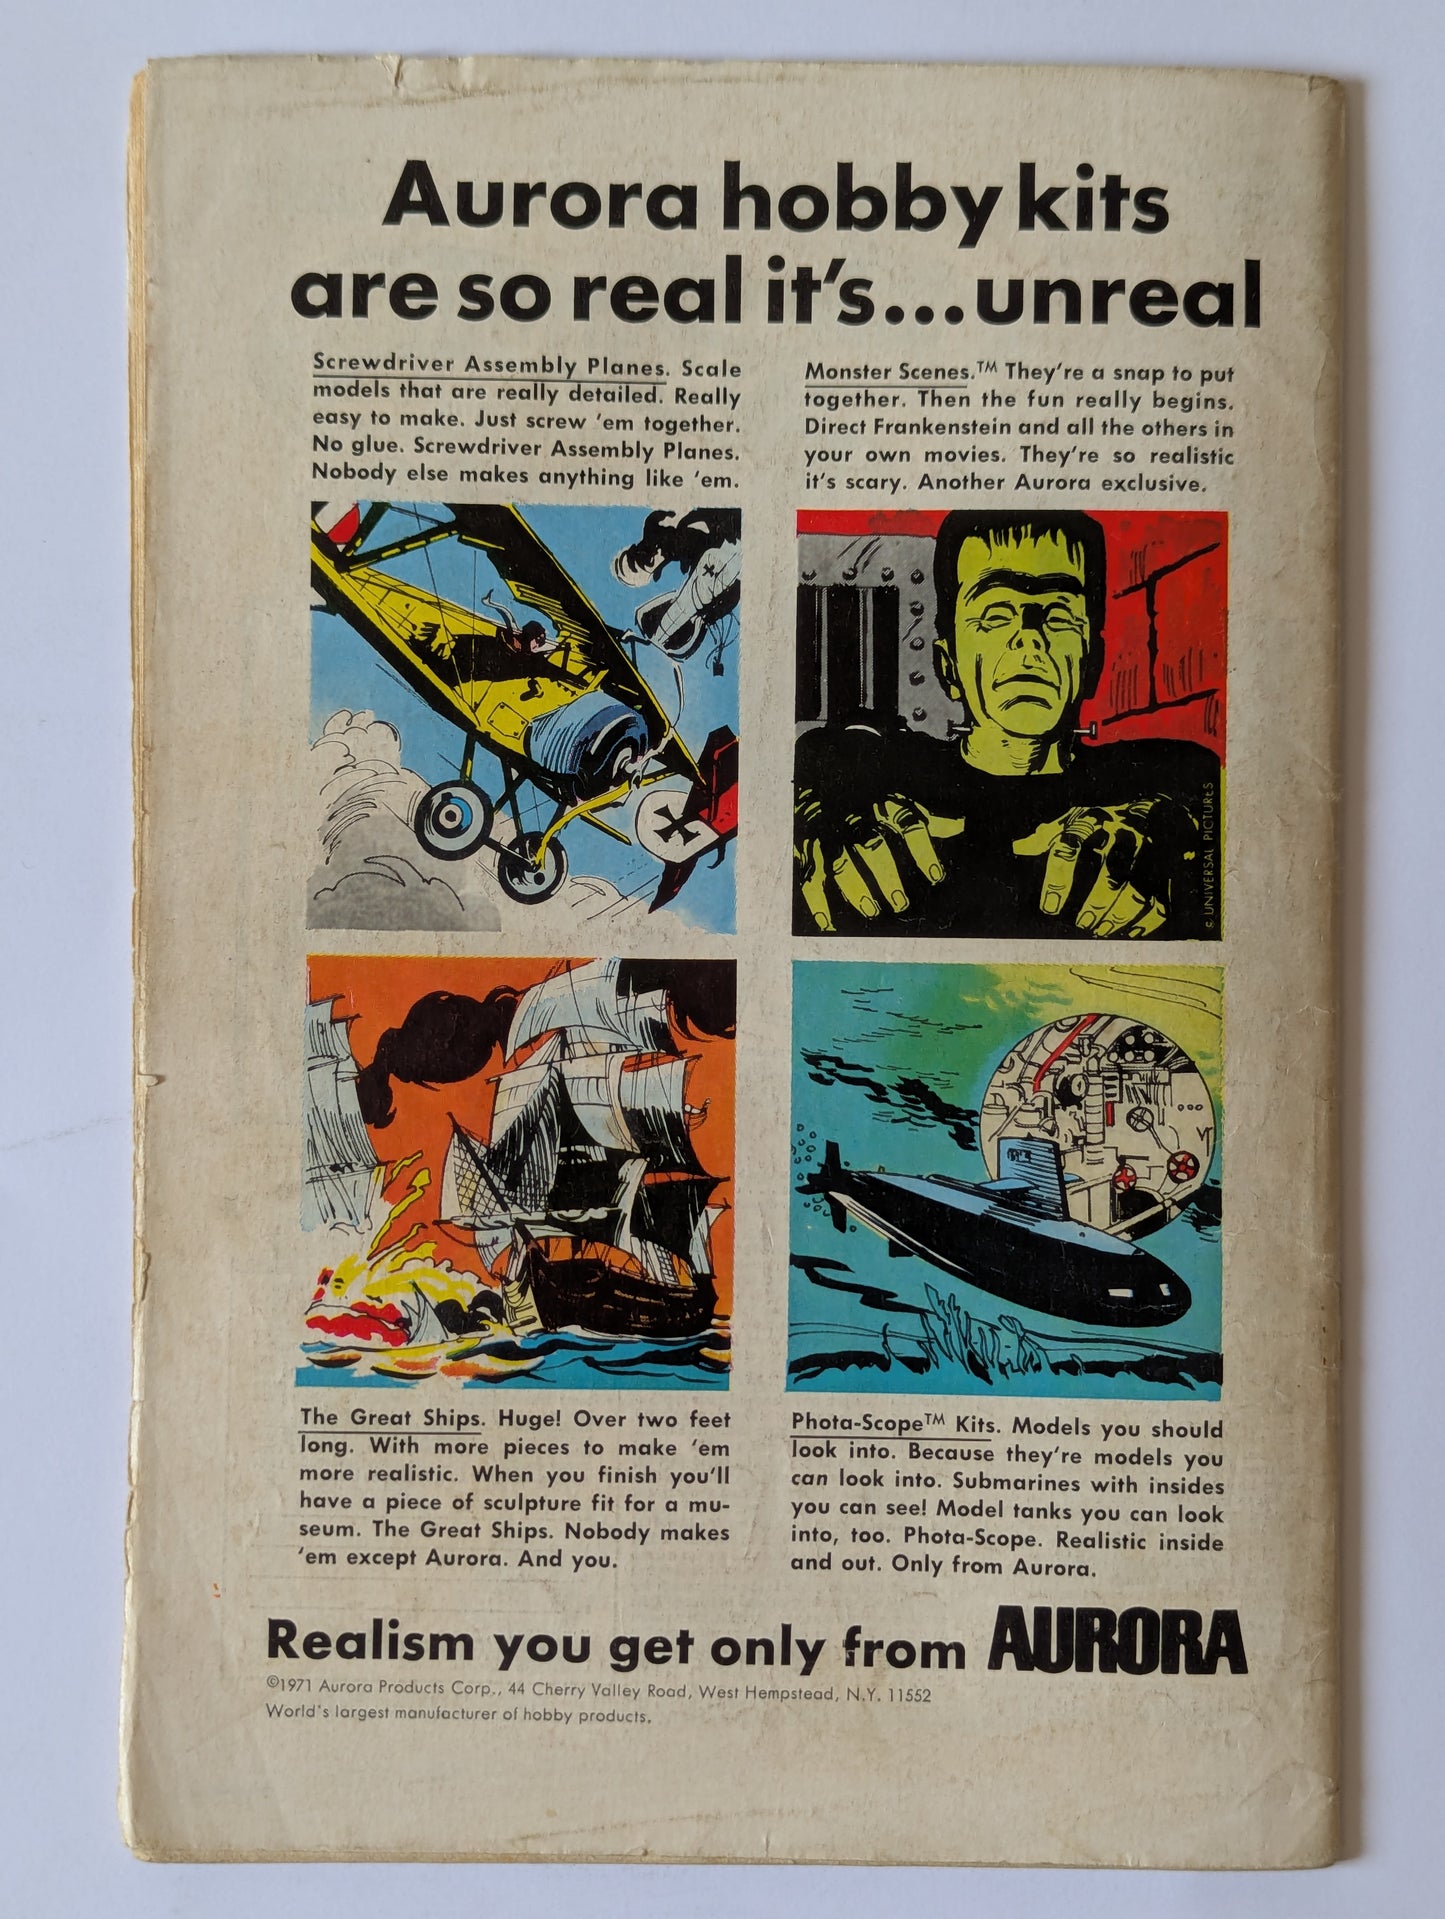 Aurora hobby kits
are so real it's...unreal
Screwdriver Assembly Planes. Scale
models that are really detailed. Really
easy to make. Just screw 'em together.
No glue. Screwdriver Assembly Planes.
Nobody else makes anything like 'em.
Monster Scenes.™ They're a snap to put
together. Then the fun really begins.
Direct Frankenstein and all the others in
your own movies. They're so realistic
it's scary. Another Aurora exclusive.
© UNIVERSAL PICTURES
The Great Ships. Huge! Over two feet
long. With more pieces to make 'em
more realistic. When you finish you'll
have a piece of sculpture fit for a mu-
seum. The Great Ships. Nobody makes
'em except Aurora. And you.
Phota-Scope™ Kits. Models you should
look into. Because they're models you
can look into. Submarines with insides
you can see! Model tanks you can look
into, too. Phota-Scope. Realistic inside
and out. Only from Aurora.
Realism you get only from AURORA
©1971 Aurora Products Corp., 44 Cherry Valley Road, West Hempstead, N.Y. 11552
World's largest manufacturer of hobby products.